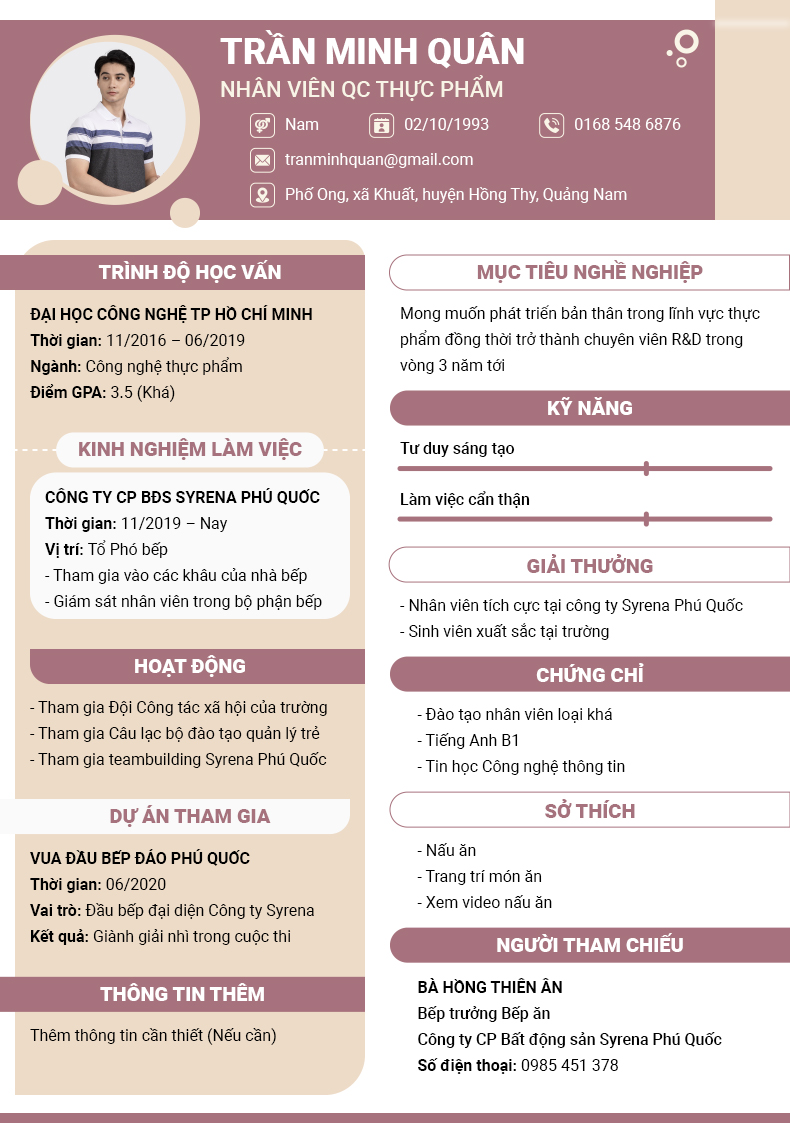 TRẦN MINH QUÂN
NHÂN VIÊN QC THỰC PHẨM
Nam 02/10/1993 0168 548 6876
tranminhquan@gmail.com
Phố Ong, xã Khuất, huyện Hồng Thy, Quảng Nam
TRÌNH ĐỘ HỌC VẤN
ĐẠI HỌC CÔNG NGHỆ TP HỒ CHÍ MINH
Thời gian: 11/2016 – 06/2019
Ngành: Công nghệ thực phẩm
Điểm GPA: 3.5 (Khá)
KINH NGHIỆM LÀM VIỆC
CÔNG TY CP BĐS SYRENA PHÚ QUỐC
Thời gian: 11/2019 – Nay
Vị trí: Tổ Phó bếp
- Tham gia vào các khâu của nhà bếp
- Giám sát nhân viên trong bộ phận bếp
HOẠT ĐỘNG
- Tham gia Đội Công tác xã hội của trường
- Tham gia Câu lạc bộ đào tạo quản lý trẻ
- Tham gia teambuilding Syrena Phú Quốc
DỰ ÁN THAM GIA
VUA ĐẦU BẾP ĐẢO PHÚ QUỐC
Thời gian: 06/2020
Vai trò: Đầu bếp đại diện Công ty Syrena
Kết quả: Giành giải nhì trong cuộc thi
THÔNG TIN THÊM
Thêm thông tin cần thiết (Nếu cần)
MỤC TIÊU NGHỀ NGHIỆP
Mong muốn phát triển bản thân trong lĩnh vực thực
phẩm đồng thời trở thành chuyên viên R&D trong
vòng 3 năm tới
KỸ NĂNG
Tư duy sáng tạo
Làm việc cẩn thận
GIẢI THƯỞNG
- Nhân viên tích cực tại công ty Syrena Phú Quốc
- Sinh viên xuất sắc tại trường
CHỨNG CHỈ
- Đào tạo nhân viên loại khá
- Tiếng Anh B1
- Tin học Công nghệ thông tin
SỞ THÍCH
- Nấu ăn
- Trang trí món ăn
- Xem video nấu ăn
NGƯỜI THAM CHIẾU
BÀ HỒNG THIÊN ÂN
Bếp trưởng Bếp ăn
Công ty CP Bất động sản Syrena Phú Quốc
Số điện thoại: 0985 451 378